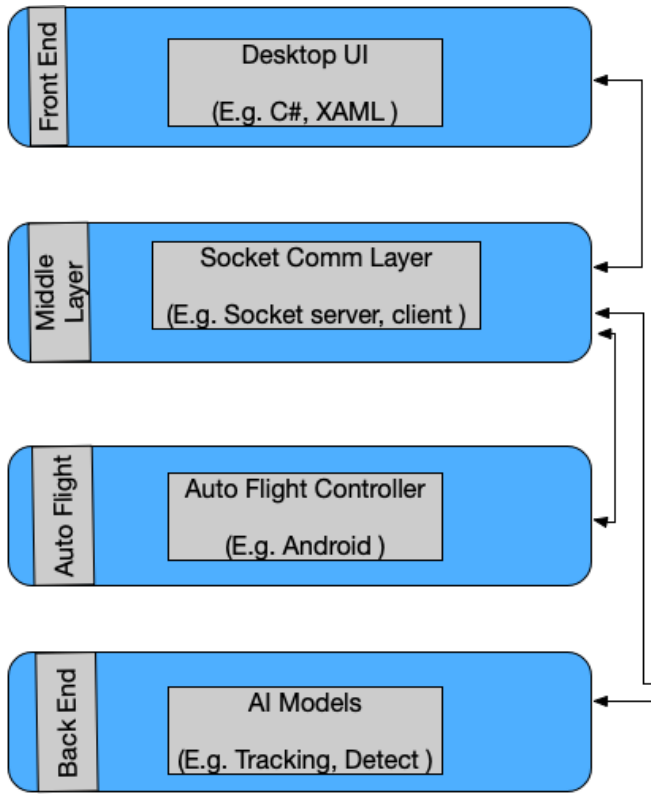 Front End
Desktop UI
(E.g. C#, XAML )
Middle
Layer
Socket Comm Layer
(E.g. Socket server, client )
Auto Flight
Auto Flight Controller
(E.g. Android )
Back End
AI Models
(E.g. Tracking, Detect )